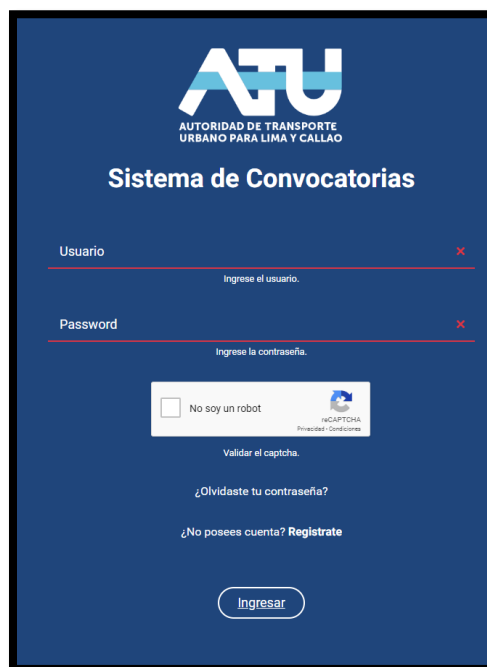 ATU
AUTORIDAD DE TRANSPORTE
URBANO PARA LIMA Y CALLAO
Sistema de Convocatorias
Usuario
Ingrese el usuario.
Password
Ingrese la contraseña.
No soy un robot
reCAPTCHA
Privacidad - Condiciones
Validar el captcha.
¿Olvidaste tu contraseña?
¿No posees cuenta? Registrate
Ingresar